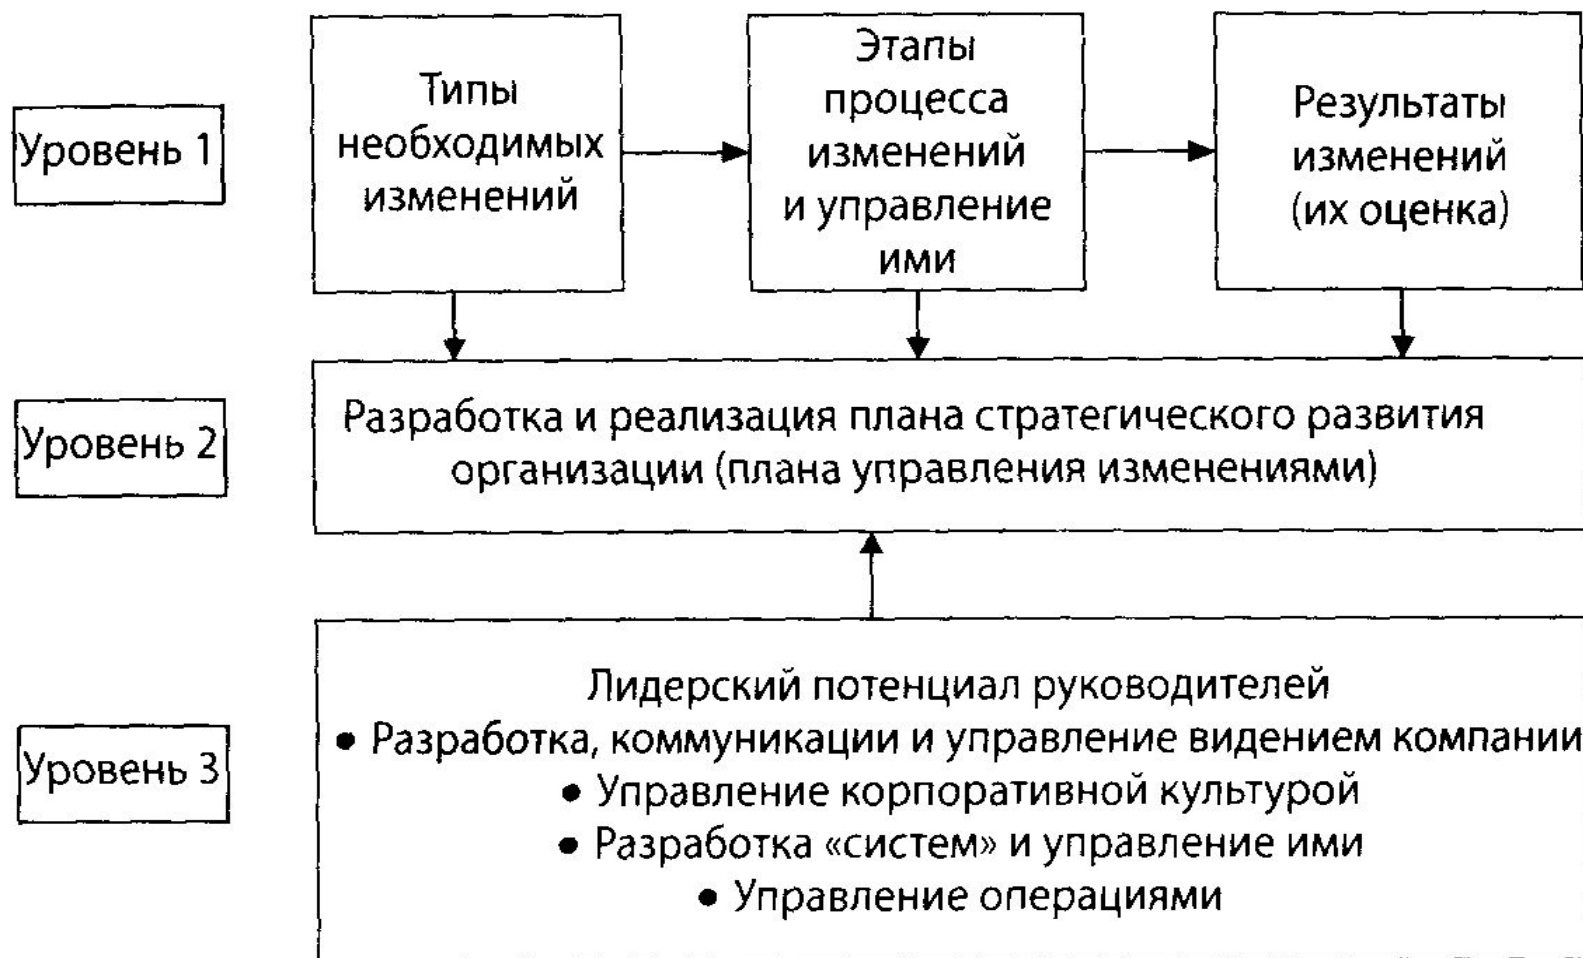 Уровень 1
Типы
необходимых
изменений
Этапы
процесса
изменений
и управление
ими
Результаты
изменений
(их оценка)
Уровень 2
Разработка и реализация плана стратегического развития
организации (плана управления изменениями)
Уровень 3
Лидерский потенциал руководителей
• Разработка, коммуникации и управление видением компании
• Управление корпоративной культурой
• Разработка «систем» и управление ими
• Управление операциями